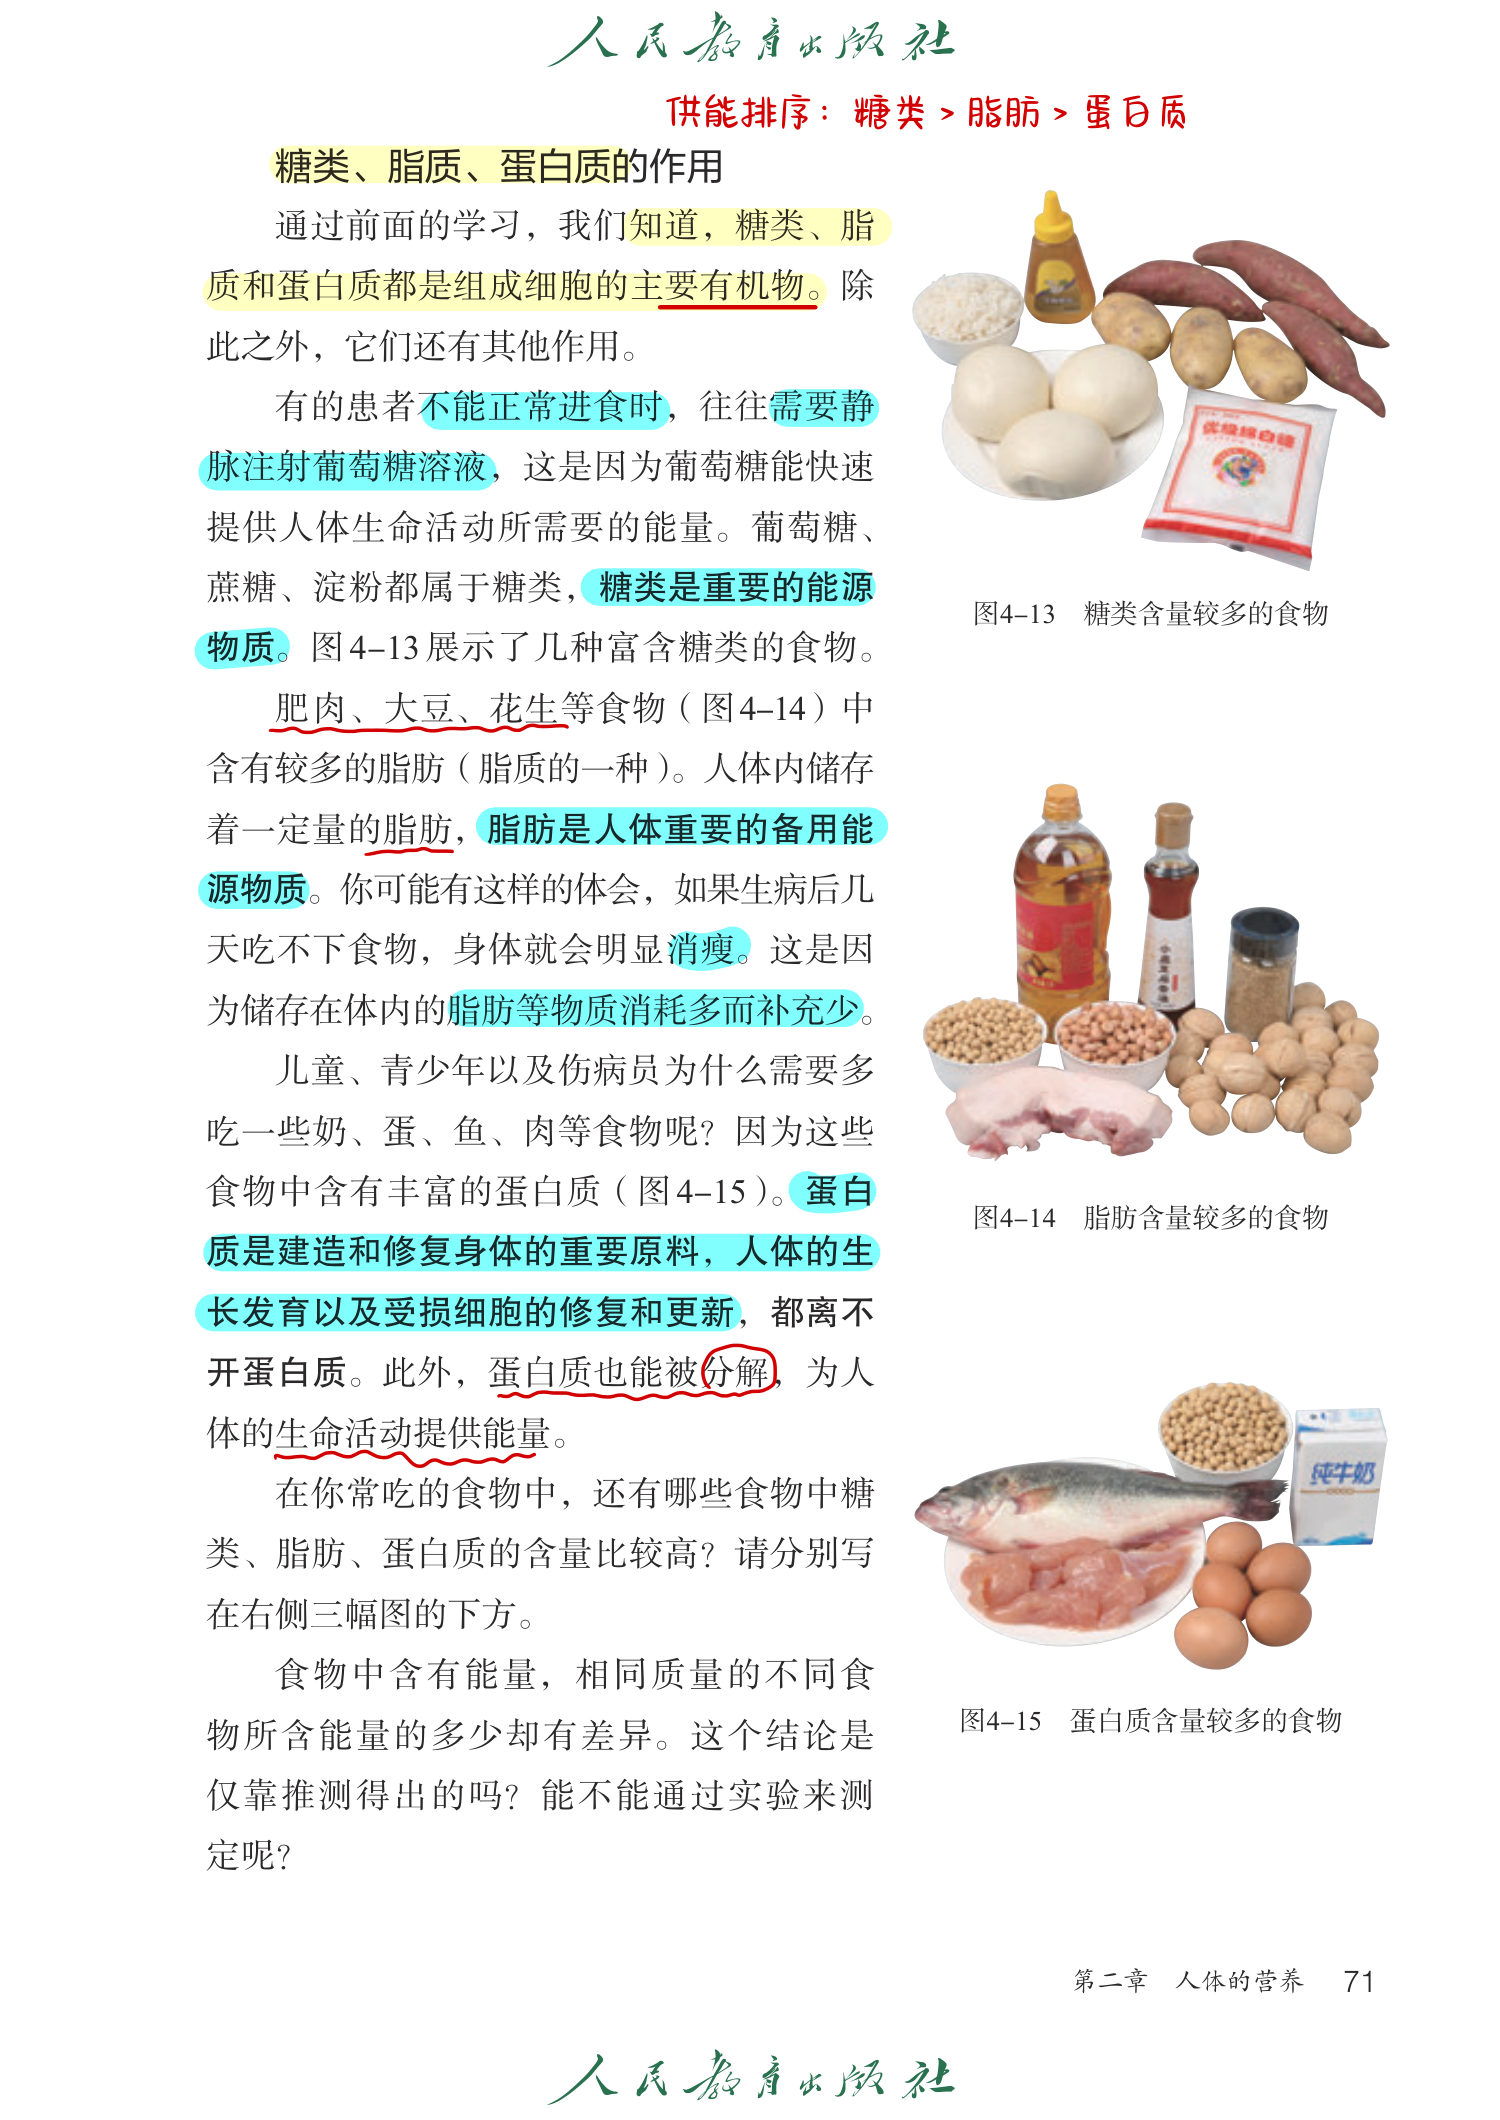 人民教育出版社
供能排序：糖类＞脂肪＞蛋白质
糖类、脂质、蛋白质的作用
通过前面的学习，我们知道，糖类、脂
质和蛋白质都是组成细胞的主要有机物。除
此之外，它们还有其他作用。
有的患者不能正常进食时，往往需要静
脉注射葡萄糖溶液，这是因为葡萄糖能快速
提供人体生命活动所需要的能量。葡萄糖、
蔗糖、淀粉都属于糖类，糖类是重要的能源
物质。图4-13展示了几种富含糖类的食物。
肥肉、大豆、花生等食物（图4-14）中
含有较多的脂肪（脂质的一种）。人体内储存
着一定量的脂肪，脂肪是人体重要的备用能
源物质。你可能有这样的体会，如果生病后几
天吃不下食物，身体就会明显消瘦。这是因
为储存在体内的脂肪等物质消耗多而补充少。
儿童、青少年以及伤病员为什么需要多
吃一些奶、蛋、鱼、肉等食物呢？因为这些
食物中含有丰富的蛋白质（图4-15）。蛋白
质是建造和修复身体的重要原料，人体的生
长发育以及受损细胞的修复和更新，都离不
开蛋白质。此外，蛋白质也能被分解，为人
体的生命活动提供能量。
在你常吃的食物中，还有哪些食物中糖
类、脂肪、蛋白质的含量比较高？请分别写
在右侧三幅图的下方。
食物中含有能量，相同质量的不同食
物所含能量的多少却有差异。这个结论是
仅靠推测得出的吗？能不能通过实验来测
定呢？
优级绵白糖
图4-13 糖类含量较多的食物
图4-14 脂肪含量较多的食物
纯牛奶
图4-15 蛋白质含量较多的食物
第二章 人体的营养 71
人民教育出版社